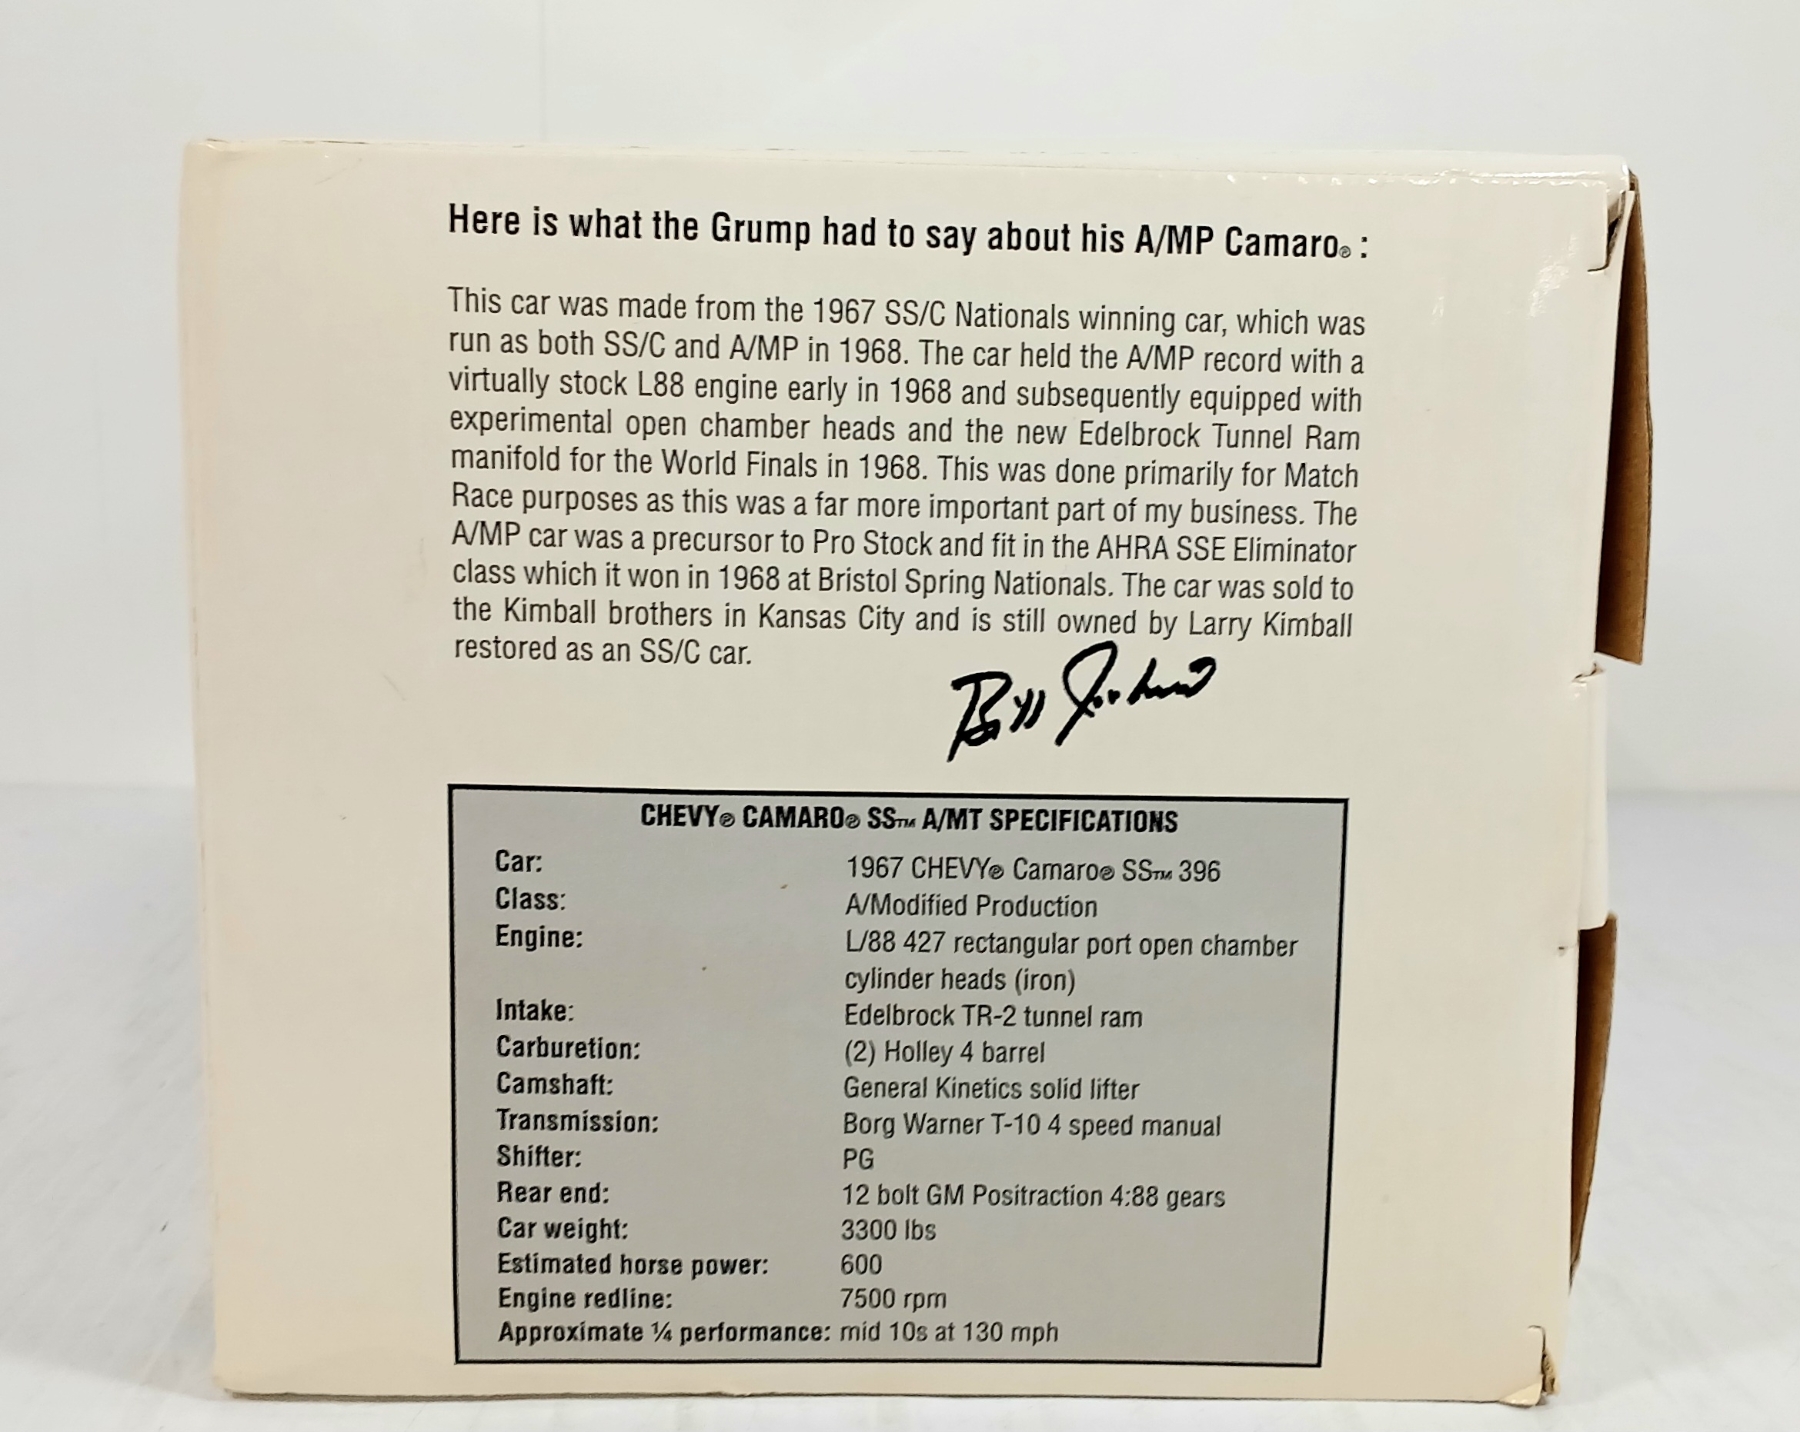 Here is what the Grump had to say about his A/MP Camaro® :
This car was made from the 1967 SS/C Nationals winning car, which was
run as both SS/C and A/MP in 1968. The car held the A/MP record with a
virtually stock L88 engine early in 1968 and subsequently equipped with
experimental open chamber heads and the new Edelbrock Tunnel Ram
manifold for the World Finals in 1968. This was done primarily for Match
Race purposes as this was a far more important part of my business. The
A/MP car was a precursor to Pro Stock and fit in the AHRA SSE Eliminator
class which it won in 1968 at Bristol Spring Nationals. The car was sold to
the Kimball brothers in Kansas City and is still owned by Larry Kimball
restored as an SS/C car.
Bill
CHEVY® CAMARO® SS™ A/MT SPECIFICATIONS
Car: 1967 CHEVY® Camaro® SS™ 396
Class: A/Modified Production
Engine: L/88 427 rectangular port open chamber
cylinder heads (iron)
Intake: Edelbrock TR-2 tunnel ram
Carburetion: (2) Holley 4 barrel
Camshaft: General Kinetics solid lifter
Transmission: Borg Warner T-10 4 speed manual
Shifter: PG
Rear end: 12 bolt GM Positraction 4:88 gears
Car weight: 3300 lbs
Estimated horse power: 600
Engine redline: 7500 rpm
Approximate ¼ performance: mid 10s at 130 mph